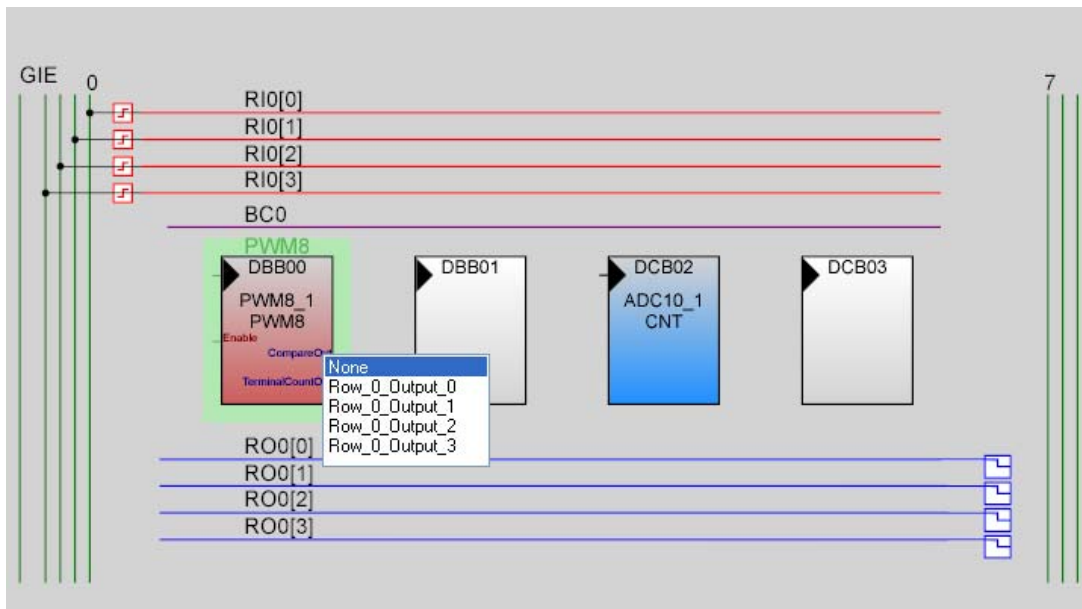 GIE 0 7
RI0[0]
RI0[1]
RI0[2]
RI0[3]
BC0
PWM8
DBB00 DBB01 DCB02 DCB03
PWM8_1 ADC10_1
PWM8 CNT
Enable
CompareOut
None
TerminalCountO
Row_0_Output_0
Row_0_Output_1
Row_0_Output_2
Row_0_Output_3
RO0[0]
RO0[1]
RO0[2]
RO0[3]